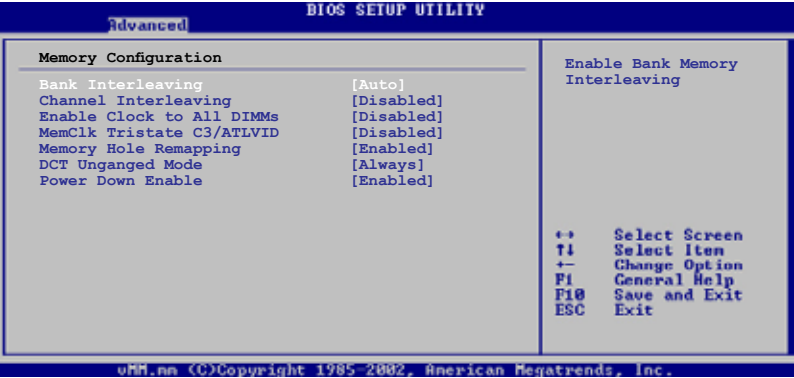 BIOS SETUP UTILITY
Advanced
Memory Configuration
Bank Interleaving [Auto]
Channel Interleaving [Disabled]
Enable Clock to All DIMMs [Disabled]
MemClk Tristate C3/ATLVID [Disabled]
Memory Hole Remapping [Enabled]
DCT Unganged Mode [Always]
Power Down Enable [Enabled]
Enable Bank Memory
Interleaving
↔ Select Screen
↑↓ Select Item
+- Change Option
F1 General Help
F10 Save and Exit
ESC Exit
vMM.mm (C)Copyright 1985-2002, American Megatrends, Inc.